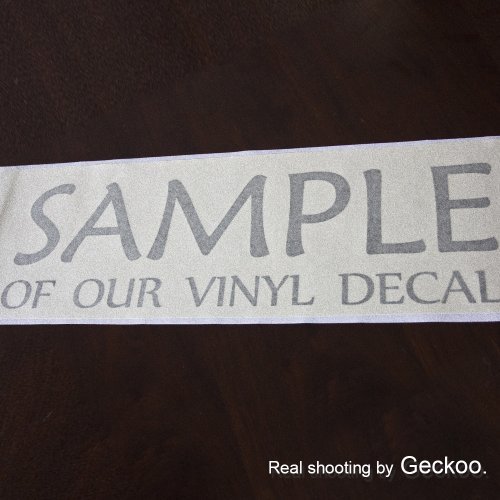 SAMPLE
OF OUR VINYL DECAL
Real shooting by Geckoo.